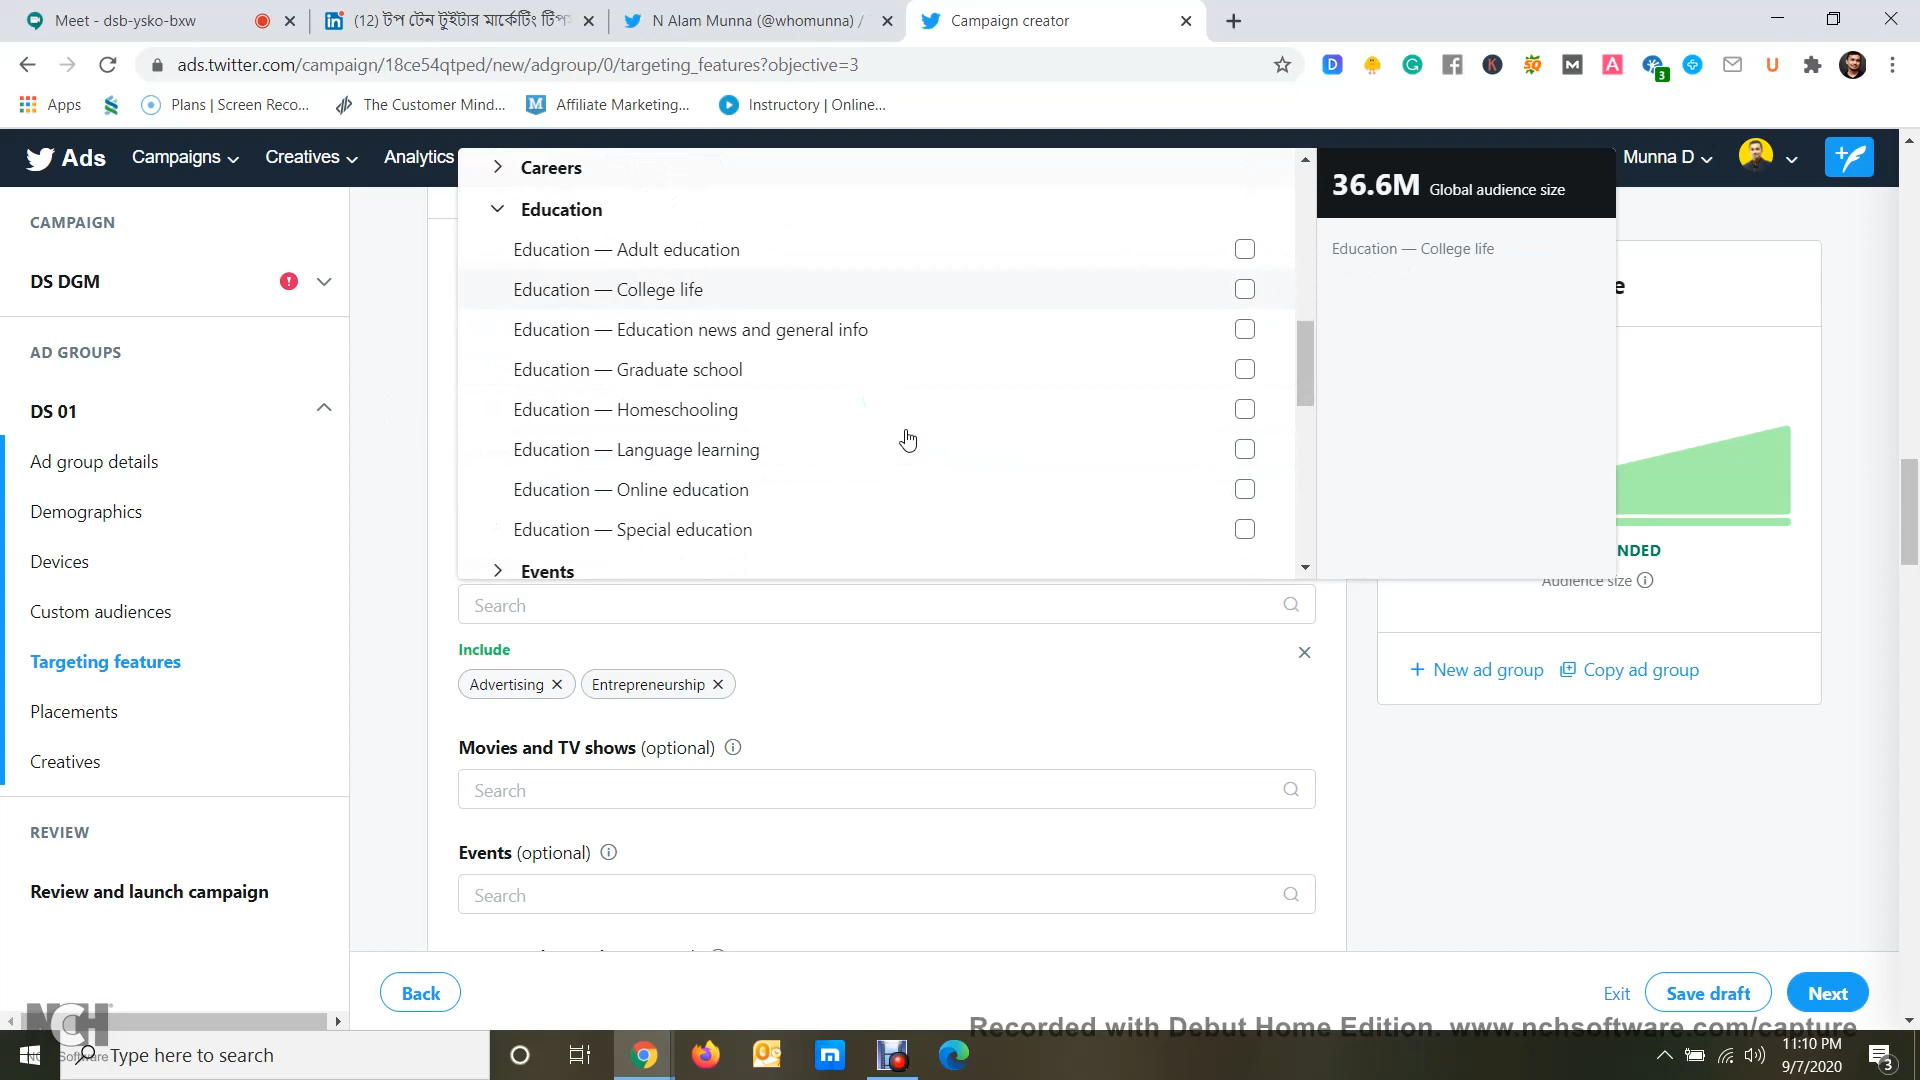 Meet - dsb-ysko-bxw
(12) টপ টেন টুইটার মার্কেটিং টিপ
N Alam Munna (@whomunna) /
Campaign creator
ads.twitter.com/campaign/18ce54qtped/new/adgroup/0/targeting_features?objective=3
Apps
Plans | Screen Reco...
The Customer Mind...
Affiliate Marketing...
Instructory | Online...
Ads
Campaigns
Creatives
Analytics
Munna D
CAMPAIGN
DS DGM
AD GROUPS
DS 01
Ad group details
Demographics
Devices
Custom audiences
Targeting features
Placements
Creatives
REVIEW
Review and launch campaign
Careers
Education
Education — Adult education
Education — College life
Education — Education news and general info
Education — Graduate school
Education — Homeschooling
Education — Language learning
Education — Online education
Education — Special education
Events
36.6M Global audience size
Education — College life
e
NDED
Audience size
+ New ad group
Copy ad group
Search
Include
Advertising
Entrepreneurship
Movies and TV shows (optional)
Search
Events (optional)
Search
Back
Exit
Save draft
Next
NCH
Software
Recorded with Debut Home Edition. www.nchsoftware.com/capture
Type here to search
11:10 PM
9/7/2020
3
3